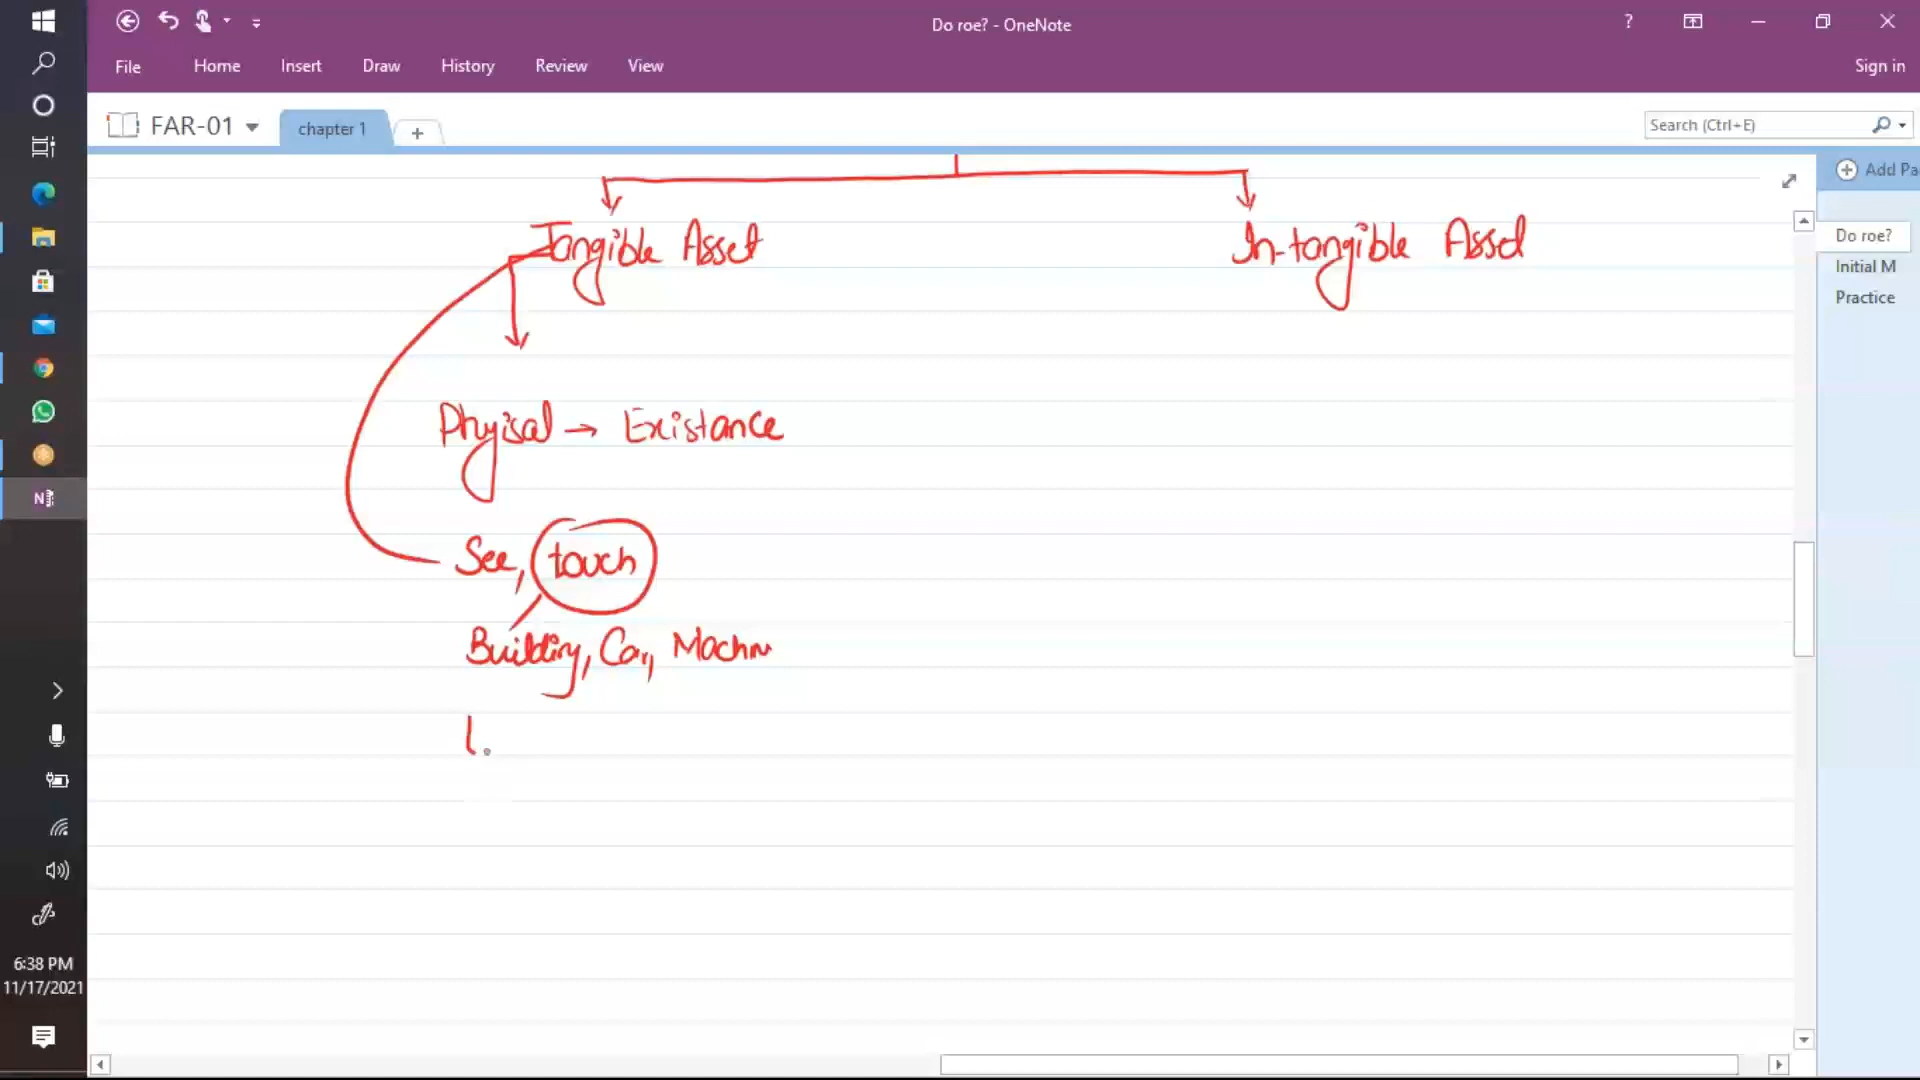 Do roe? - OneNote
?
File Home Insert Draw History Review View
Sign in
FAR-01
chapter 1
+
Search (Ctrl+E)
Add Pa
Do roe?
Initial M
Practice
Tangible Asset
In-tangible Asset
Phyisal → Existance
See, touch
Building, Car, Machn
N
6:38 PM
11/17/2021